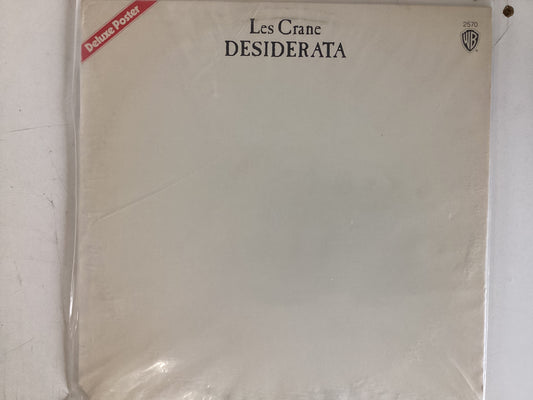 Deluxe Poster
Les Crane
DESIDERATA
2570
WB